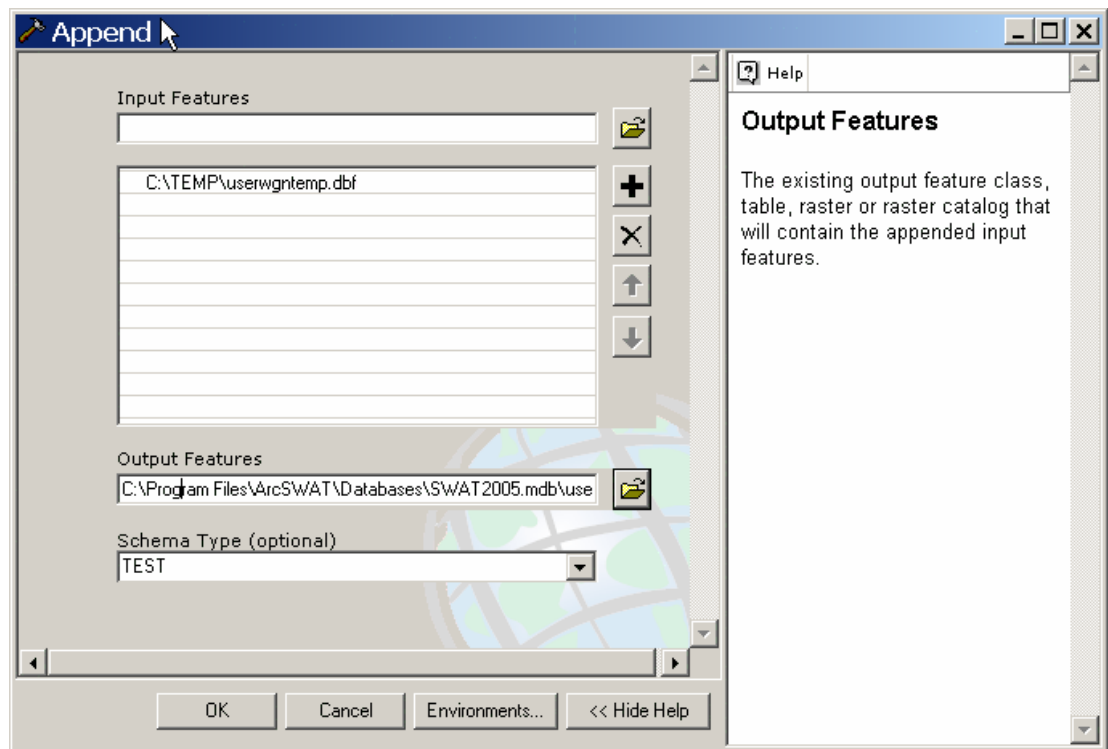 Append
Input Features
C:\TEMP\userwgntemp.dbf
Output Features
C:\Program Files\ArcSWAT\Databases\SWAT2005.mdb\use
Schema Type (optional)
TEST
OK
Cancel
Environments...
<< Hide Help
Help
Output Features
The existing output feature class,
table, raster or raster catalog that
will contain the appended input
features.